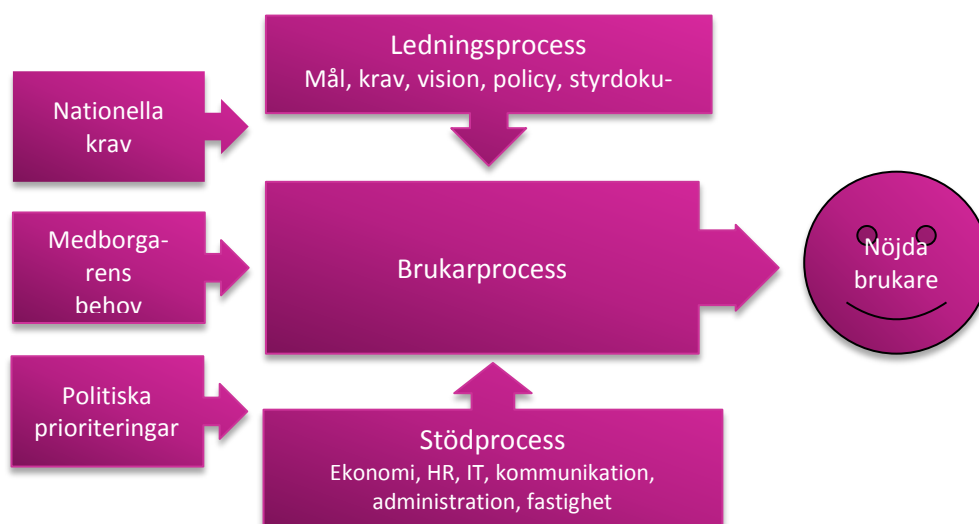 Ledningsprocess
Mål, krav, vision, policy, styrdoku-
Nationella
krav
Medborga-
rens
behov
Brukarprocess
Nöjda
brukare
Politiska
prioriteringar
Stödprocess
Ekonomi, HR, IT, kommunikation,
administration, fastighet